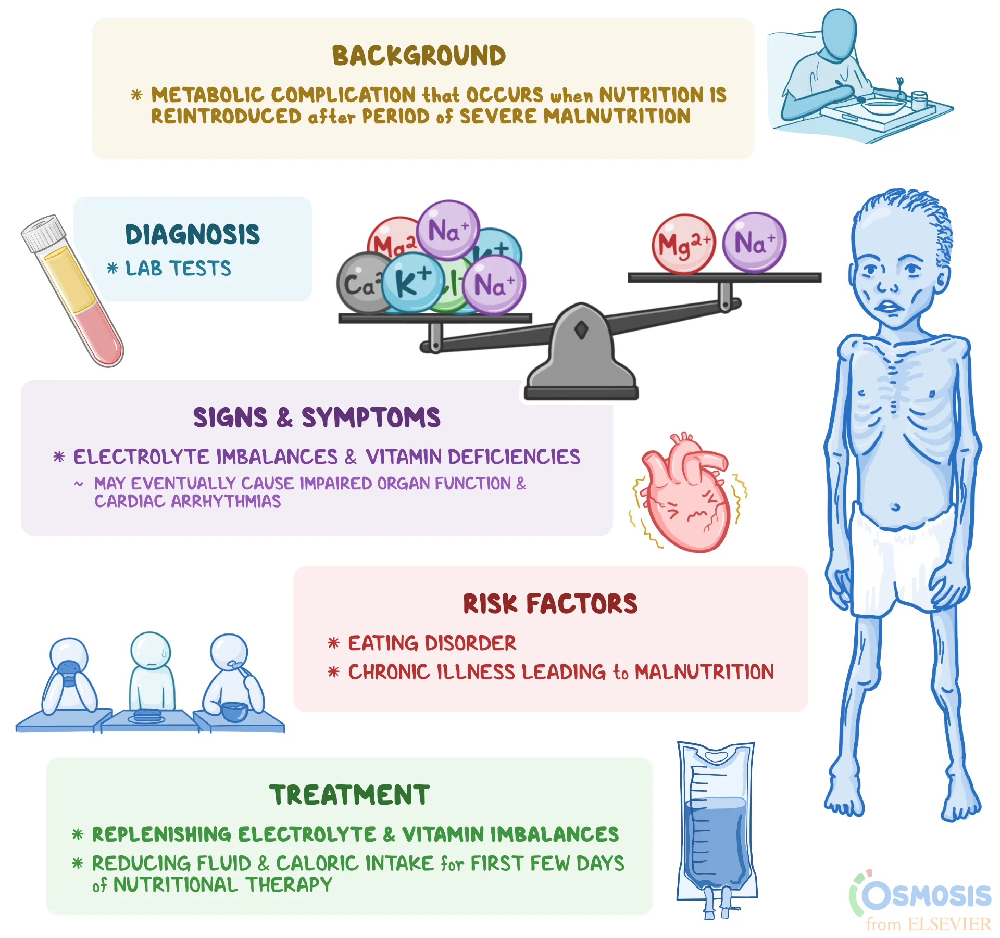 BACKGROUND
* METABOLIC COMPLICATION that OCCURS when NUTRITION IS
REINTRODUCED after PERIOD of SEVERE MALNUTRITION
DIAGNOSIS
* LAB TESTS
Mg2
Na+
K+
Ca2
K+
Cl-
Na+
Mg2+
Na+
SIGNS & SYMPTOMS
* ELECTROLYTE IMBALANCES & VITAMIN DEFICIENCIES
~ MAY EVENTUALLY CAUSE IMPAIRED ORGAN FUNCTION &
CARDIAC ARRHYTHMIAS
RISK FACTORS
* EATING DISORDER
* CHRONIC ILLNESS LEADING to MALNUTRITION
TREATMENT
* REPLENISHING ELECTROLYTE & VITAMIN IMBALANCES
* REDUCING FLUID & CALORIC INTAKE for FIRST FEW DAYS
of NUTRITIONAL THERAPY
OSMOSIS
from ELSEVIER